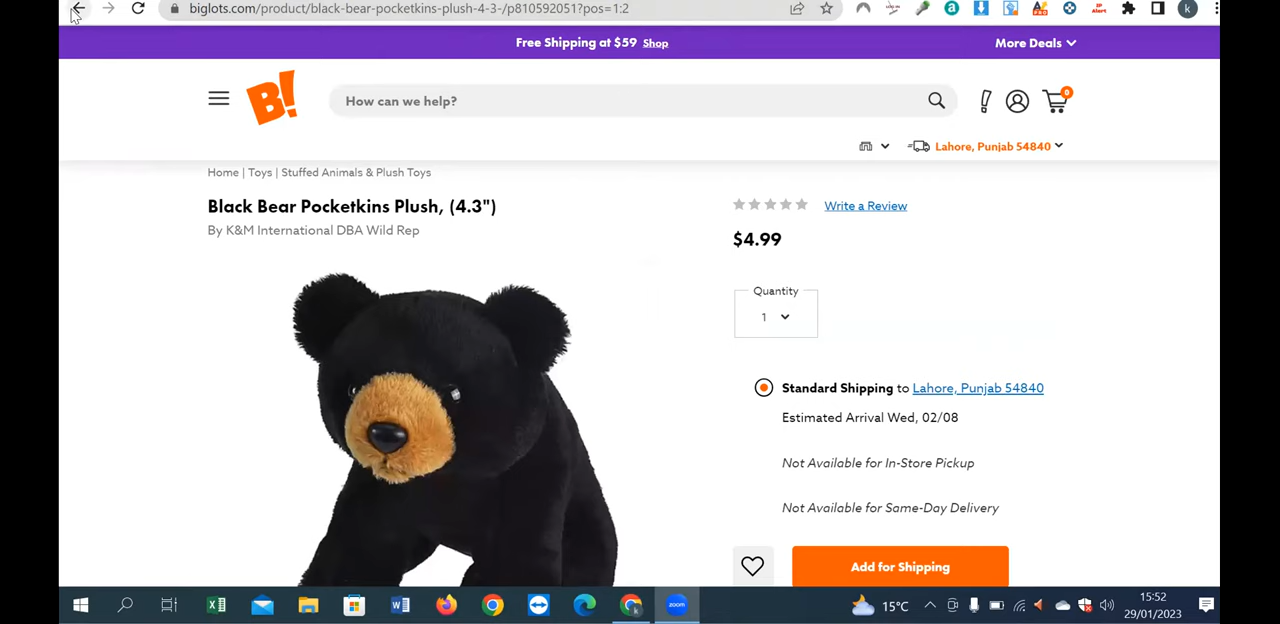 biglots.com/product/black-bear-pocketkins-plush-4-3-/p810592051?pos=1:2
Free Shipping at $59 Shop
More Deals
B!
How can we help?
0
Lahore, Punjab 54840
Home | Toys | Stuffed Animals & Plush Toys
Black Bear Pocketkins Plush, (4.3")
By K&M International DBA Wild Rep
Write a Review
$4.99
Quantity
1
Standard Shipping to Lahore, Punjab 54840
Estimated Arrival Wed, 02/08
Not Available for In-Store Pickup
Not Available for Same-Day Delivery
Add for Shipping
zoom
15°C
15:52
29/01/2023